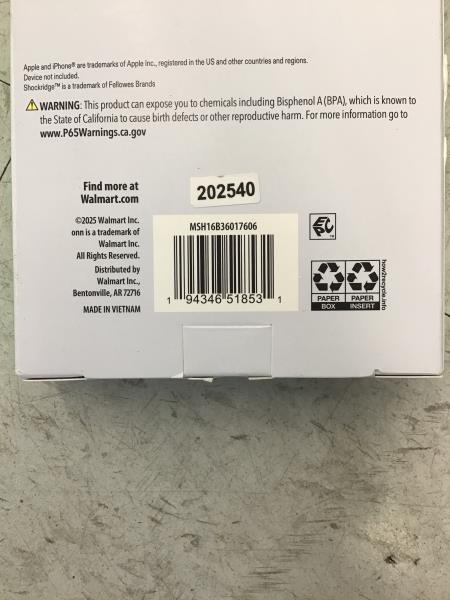 Apple and iPhone® are trademarks of Apple Inc., registered in the US and other countries and regions.
Device not included.
Shockridge™ is a trademark of Fellowes Brands
WARNING: This product can expose you to chemicals including Bisphenol A (BPA), which is known to
the State of California to cause birth defects or other reproductive harm. For more information go to
www.P65Warnings.ca.gov
Find more at
Walmart.com
©2025 Walmart Inc.
onn is a trademark of
Walmart Inc.
All Rights Reserved.
Distributed by
Walmart Inc.,
Bentonville, AR 72716
MADE IN VIETNAM
202540
MSH16B36017606
1 94346 51853 1
EPC™
PAPER
BOX
PAPER
INSERT
how2recycle.info